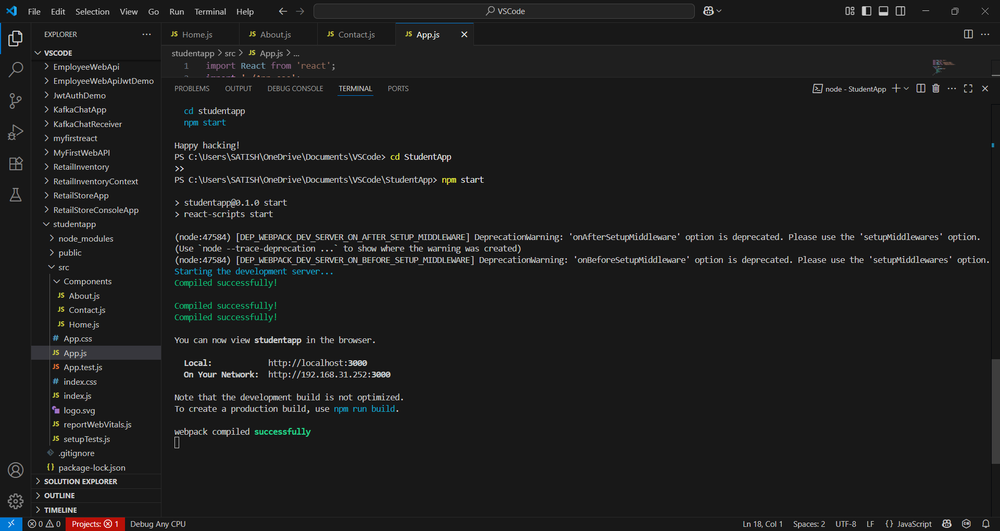 File Edit Selection View Go Run Terminal Help
VSCode
EXPLORER
VSCODE
EmployeeWebApi
EmployeeWebApiJwtDemo
JwtAuthDemo
KafkaChatApp
KafkaChatReceiver
myfirstreact
MyFirstWebAPI
RetailInventory
RetailInventoryContext
RetailStoreApp
RetailStoreConsoleApp
studentapp
node_modules
public
src
Components
JS About.js
JS Contact.js
JS Home.js
# App.css
JS App.js
JS App.test.js
# index.css
JS index.js
logo.svg
JS reportWebVitals.js
JS setupTests.js
.gitignore
{} package-lock.json
SOLUTION EXPLORER
OUTLINE
TIMELINE
JS Home.js JS About.js JS Contact.js JS App.js
studentapp > src > JS App.js > ...
1 import React from 'react';
PROBLEMS OUTPUT DEBUG CONSOLE TERMINAL PORTS
node - StudentApp
cd studentapp
npm start
Happy hacking!
PS C:\Users\SATISH\OneDrive\Documents\VSCode> cd StudentApp
>>
PS C:\Users\SATISH\OneDrive\Documents\VSCode\StudentApp> npm start
> studentapp@0.1.0 start
> react-scripts start
(node:47584) [DEP_WEBPACK_DEV_SERVER_ON_AFTER_SETUP_MIDDLEWARE] DeprecationWarning: 'onAfterSetupMiddleware' option is deprecated. Please use the 'setupMiddlewares' option.
(Use `node --trace-deprecation ...` to show where the warning was created)
(node:47584) [DEP_WEBPACK_DEV_SERVER_ON_BEFORE_SETUP_MIDDLEWARE] DeprecationWarning: 'onBeforeSetupMiddleware' option is deprecated. Please use the 'setupMiddlewares' option.
Starting the development server...
Compiled successfully!
Compiled successfully!
Compiled successfully!
You can now view studentapp in the browser.
Local: http://localhost:3000
On Your Network: http://192.168.31.252:3000
Note that the development build is not optimized.
To create a production build, use npm run build.
webpack compiled successfully
0 0 Projects: 1 Debug Any CPU
Ln 18, Col 1 Spaces: 2 UTF-8 LF {} JavaScript